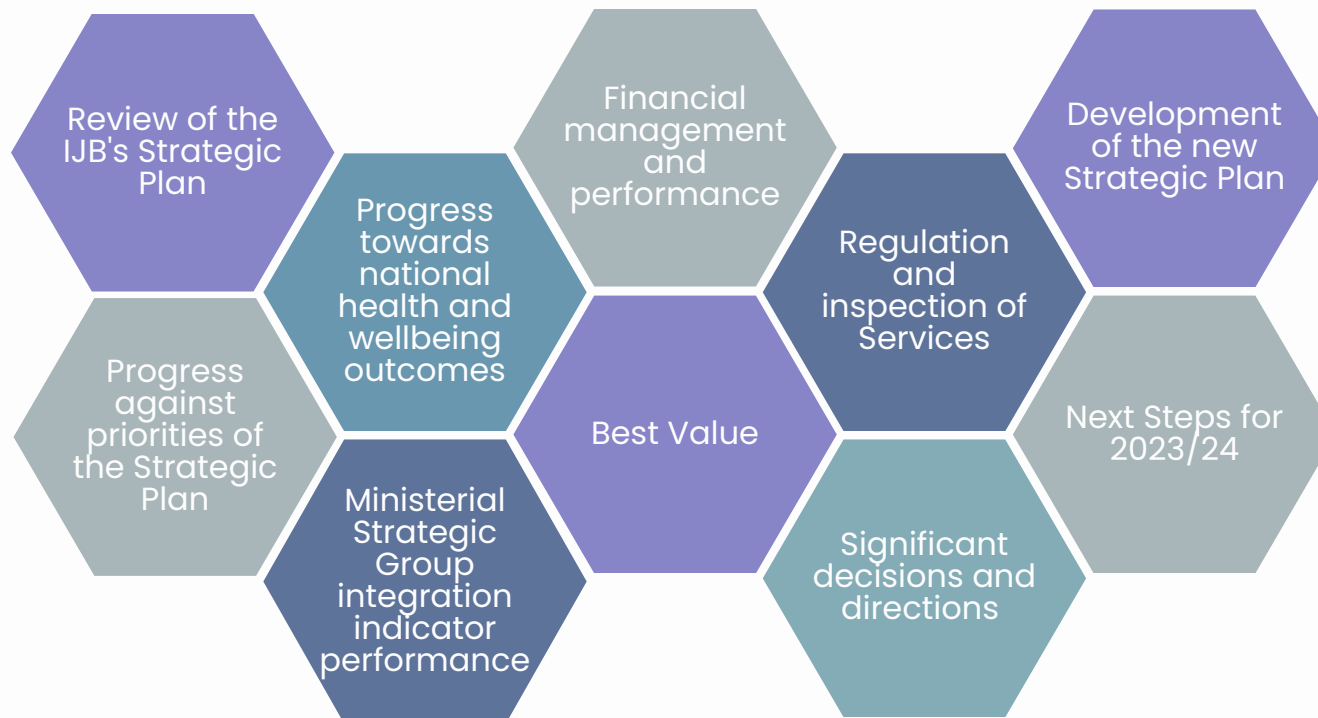 Review of the
IJB's Strategic
Plan
Progress
against
priorities of
the Strategic
Plan
Progress
towards
national
health and
wellbeing
outcomes
Ministerial
Strategic
Group
integration
indicator
performance
Financial
management
and
performance
Best Value
Regulation
and
inspection of
Services
Significant
decisions and
directions
Development
of the new
Strategic Plan
Next Steps for
2023/24